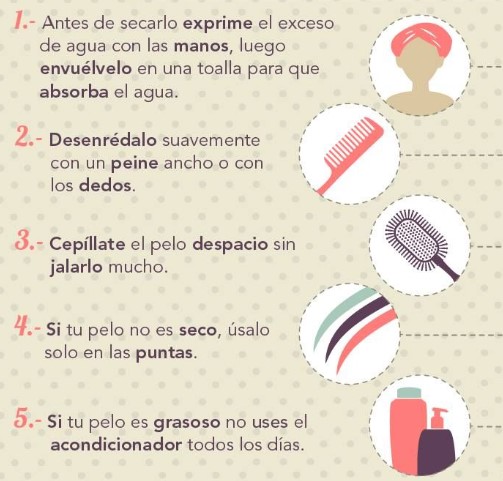 1.- Antes de secarlo exprime el exceso
de agua con las manos, luego
envuélvelo en una toalla para que
absorba el agua.
2.- Desenrédalo suavemente
con un peine ancho o con
los dedos.
3.- Cepíllate el pelo despacio sin
jalarlo mucho.
4.- Si tu pelo no es seco, úsalo
solo en las puntas.
5.- Si tu pelo es grasoso no uses el
acondicionador todos los días.